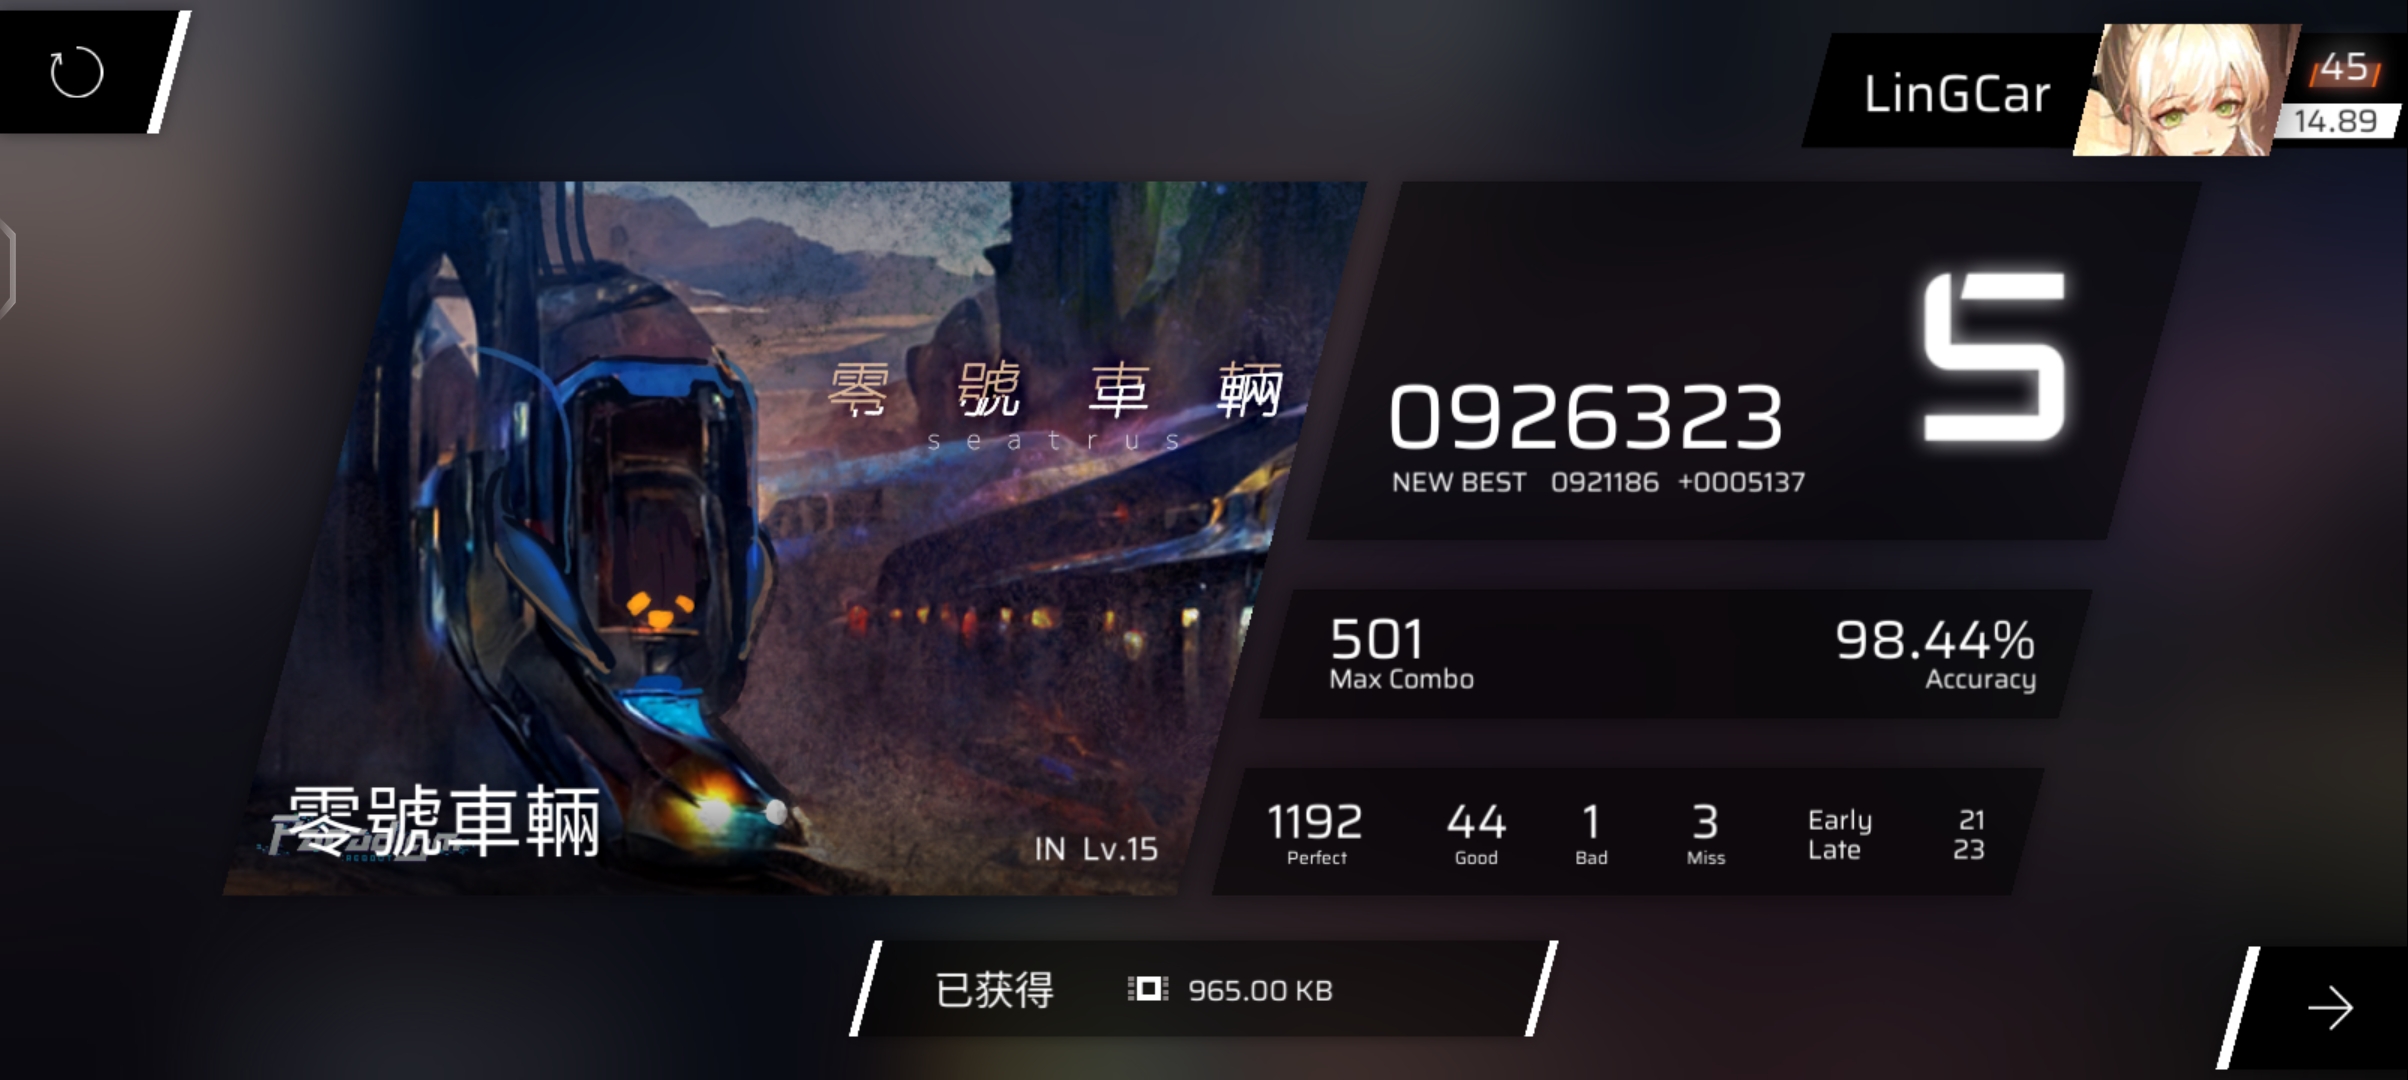 LinGCar
45
14.89
零號車輛
seatrus
0926323
S
NEW BEST 0921186 +0005137
501
Max Combo
98.44%
Accuracy
1192 44 1 3
Perfect Good Bad Miss
Early 21
Late 23
零號車輛
IN Lv.15
已获得 965.00 KB